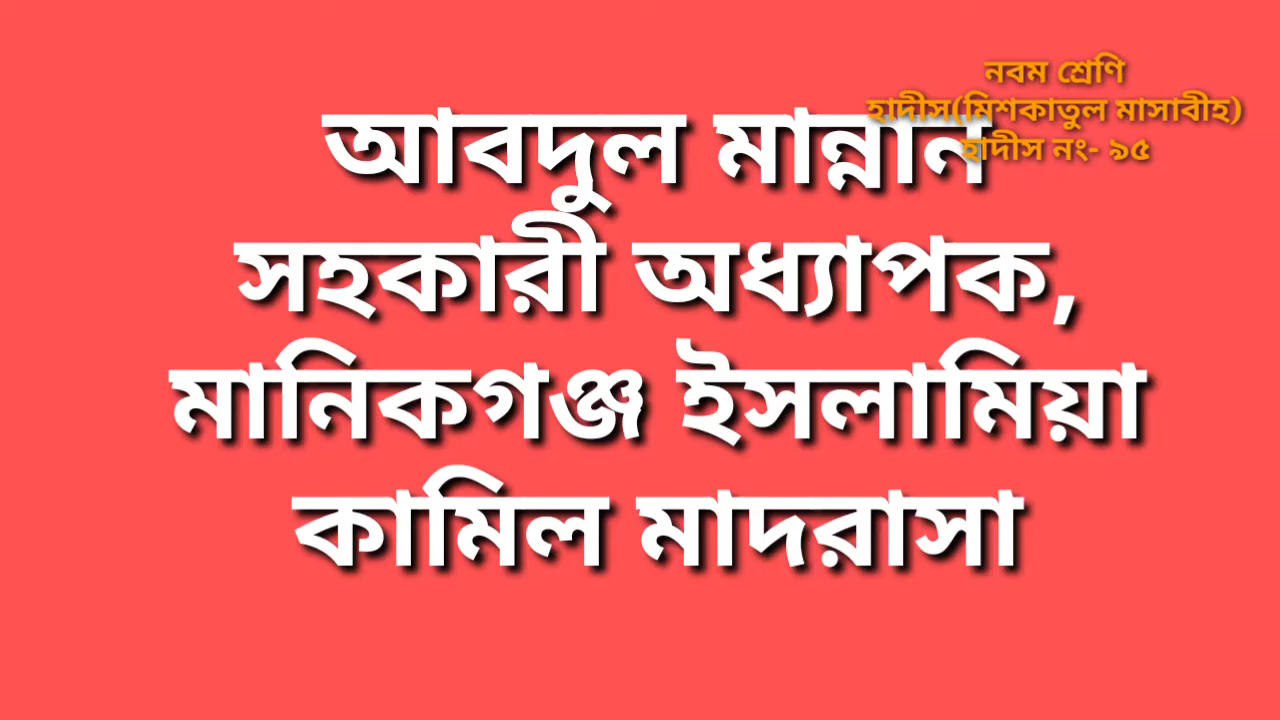 নবম শ্রেণি
হাদীস(মিশকাতুল মাসাবীহ)
হাদীস নং- ৯৫
আবদুল মান্নান
সহকারী অধ্যাপক,
মানিকগঞ্জ ইসলামিয়া
কামিল মাদরাসা